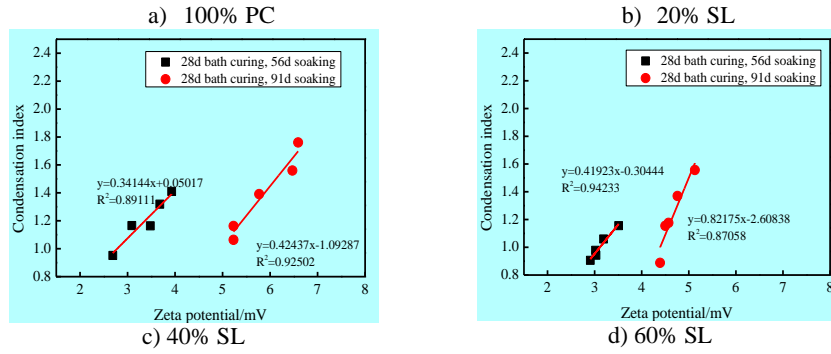 a) 100% PC
b) 20% SL
2.4
2.2
2.0
1.8
1.6
1.4
1.2
1.0
0.8
Condensation index
28d bath curing, 56d soaking
28d bath curing, 91d soaking
y=0.34144x+0.05017
R²=0.89111
y=0.42437x-1.09287
R²=0.92502
2 3 4 5 6 7 8
Zeta potential/mV
2.4
2.2
2.0
1.8
1.6
1.4
1.2
1.0
0.8
Condensation index
28d bath curing, 56d soaking
28d bath curing, 91d soaking
y=0.41923x-0.30444
R²=0.94233
y=0.82175x-2.60838
R²=0.87058
2 3 4 5 6 7 8
Zeta potential/mV
c) 40% SL
d) 60% SL